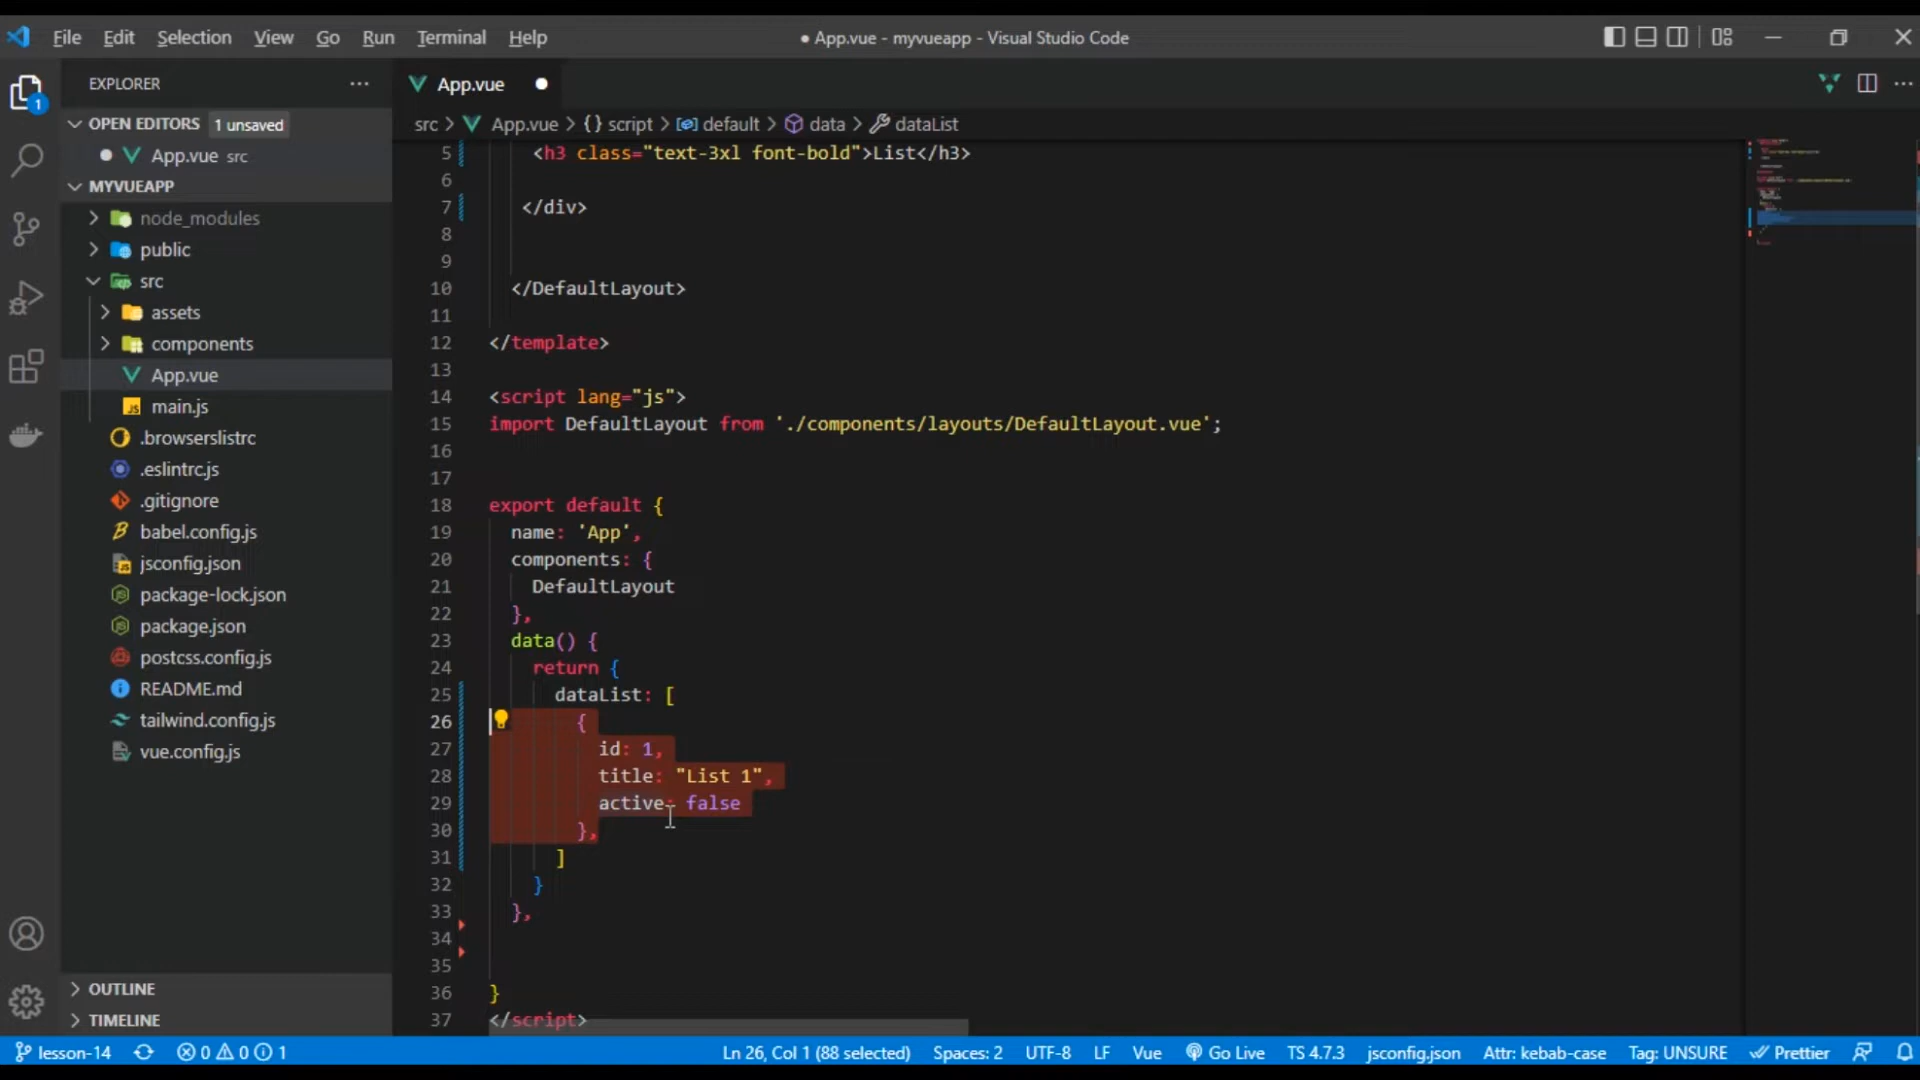 File Edit Selection View Go Run Terminal Help
● App.vue - myvueapp - Visual Studio Code
EXPLORER
App.vue
OPEN EDITORS 1 unsaved
src > App.vue > {} script > default > data > dataList
App.vue src
MYVUEAPP
node_modules
public
src
assets
components
App.vue
main.js
.browserslistrc
.eslintrc.js
.gitignore
babel.config.js
jsconfig.json
package-lock.json
package.json
postcss.config.js
README.md
tailwind.config.js
vue.config.js
OUTLINE
TIMELINE
5 <h3 class="text-3xl font-bold">List</h3>
6
7 </div>
8
9
10 </DefaultLayout>
11
12 </template>
13
14 <script lang="js">
15 import DefaultLayout from './components/layouts/DefaultLayout.vue';
16
17
18 export default {
19 name: 'App',
20 components: {
21 DefaultLayout
22 },
23 data() {
24 return {
25 dataList: [
26 {
27 id: 1,
28 title: "List 1",
29 active: false
30 },
31 ]
32 }
33 },
34
35
36 }
37 </script>
1
lesson-14 0 0 1 Ln 26, Col 1 (88 selected) Spaces: 2 UTF-8 LF Vue Go Live TS 4.7.3 jsconfig.json Attr: kebab-case Tag: UNSURE Prettier